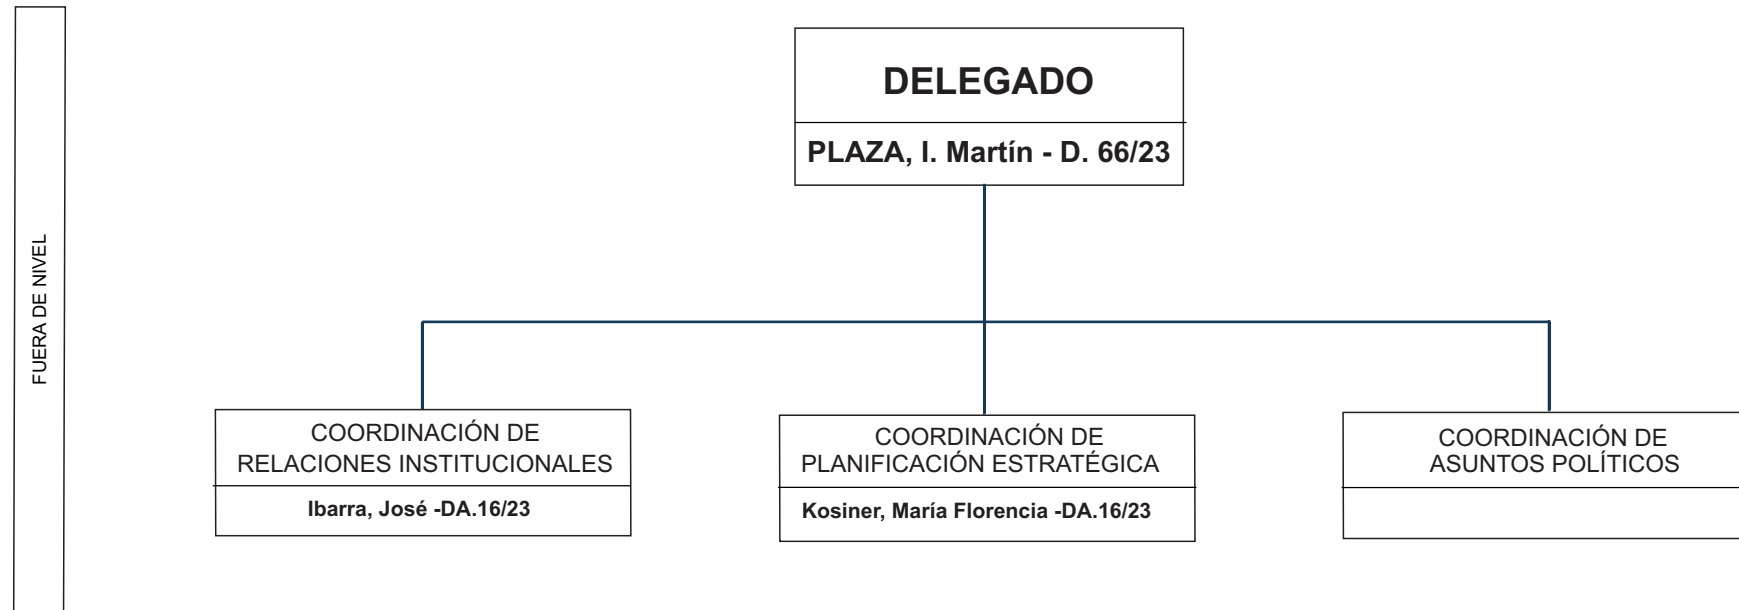 DELEGADO
PLAZA, I. Martín - D. 66/23
FUERA DE NIVEL
COORDINACIÓN DE
RELACIONES INSTITUCIONALES
Ibarra, José -DA.16/23
COORDINACIÓN DE
PLANIFICACIÓN ESTRATÉGICA
Kosiner, María Florencia -DA.16/23
COORDINACIÓN DE
ASUNTOS POLÍTICOS